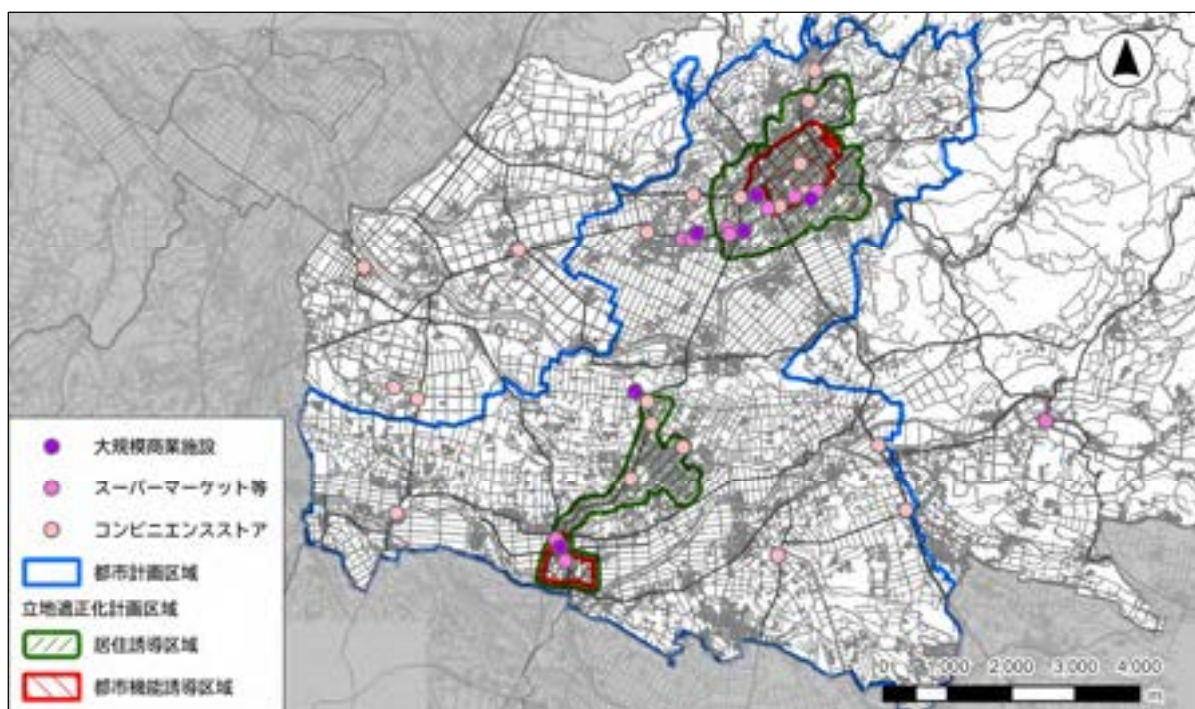 大規模商業施設
スーパーマーケット等
コンビニエンスストア
都市計画区域
立地適正化計画区域
居住誘導区域
都市機能誘導区域
0 1,000 2,000 3,000 4,000
m